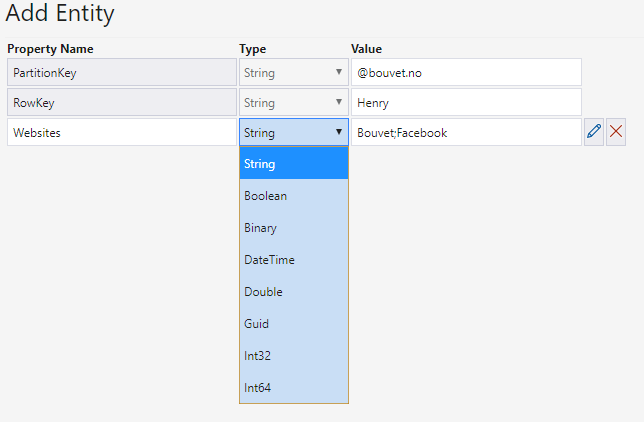 Add Entity
Property Name Type Value
PartitionKey String @bouvet.no
RowKey String Henry
Websites String Bouvet;Facebook
String
Boolean
Binary
DateTime
Double
Guid
Int32
Int64